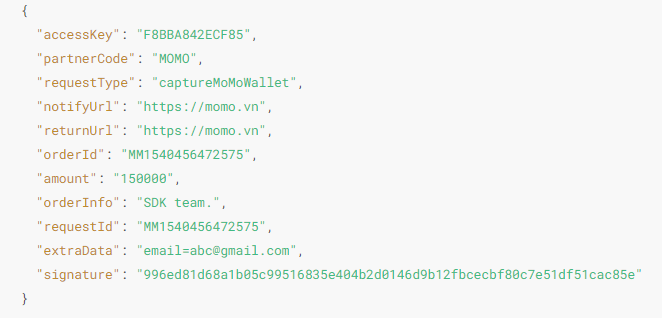 {
"accessKey": "F8BBA842ECF85",
"partnerCode": "MOMO",
"requestType": "captureMoMoWallet",
"notifyUrl": "https://momo.vn",
"returnUrl": "https://momo.vn",
"orderId": "MM1540456472575",
"amount": "150000",
"orderInfo": "SDK team.",
"requestId": "MM1540456472575",
"extraData": "email=abc@gmail.com",
"signature": "996ed81d68a1b05c99516835e404b2d0146d9b12fbcecbf80c7e51df51cac85e"
}